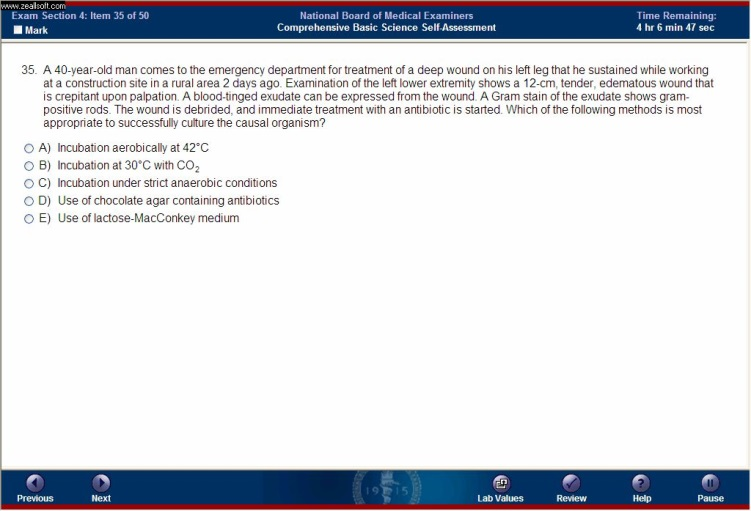 www.zeallsoft.com
Exam Section 4: Item 35 of 50
National Board of Medical Examiners
Time Remaining:
Mark
Comprehensive Basic Science Self-Assessment
4 hr 6 min 47 sec
35. A 40-year-old man comes to the emergency department for treatment of a deep wound on his left leg that he sustained while working
at a construction site in a rural area 2 days ago. Examination of the left lower extremity shows a 12-cm, tender, edematous wound that
is crepitant upon palpation. A blood-tinged exudate can be expressed from the wound. A Gram stain of the exudate shows gram-
positive rods. The wound is debrided, and immediate treatment with an antibiotic is started. Which of the following methods is most
appropriate to successfully culture the causal organism?
A) Incubation aerobically at 42°C
B) Incubation at 30°C with CO₂
C) Incubation under strict anaerobic conditions
D) Use of chocolate agar containing antibiotics
E) Use of lactose-MacConkey medium
19 15
Previous
Next
Lab Values
Review
Help
Pause